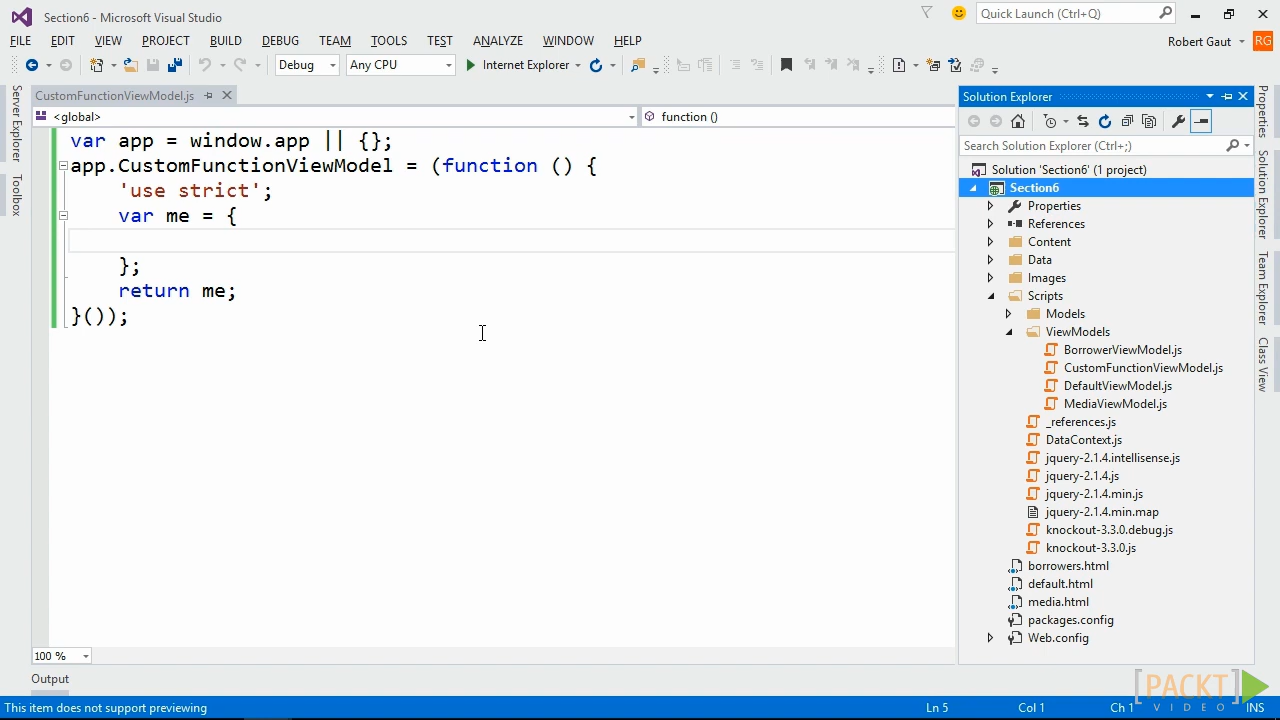 Section6 - Microsoft Visual Studio
Quick Launch (Ctrl+Q)
FILE EDIT VIEW PROJECT BUILD DEBUG TEAM TOOLS TEST ANALYZE WINDOW HELP
Robert Gaut RG
Debug Any CPU Internet Explorer
Server Explorer
Toolbox
CustomFunctionViewModel.js
<global> function ()
var app = window.app || {};
app.CustomFunctionViewModel = (function () {
'use strict';
var me = {
};
return me;
}());
100 %
Output
Solution Explorer
Search Solution Explorer (Ctrl+;)
Solution 'Section6' (1 project)
Section6
Properties
References
Content
Data
Images
Scripts
Models
ViewModels
BorrowerViewModel.js
CustomFunctionViewModel.js
DefaultViewModel.js
MediaViewModel.js
_references.js
DataContext.js
jquery-2.1.4.intellisense.js
jquery-2.1.4.js
jquery-2.1.4.min.js
jquery-2.1.4.min.map
knockout-3.3.0.debug.js
knockout-3.3.0.js
borrowers.html
default.html
media.html
packages.config
Web.config
Properties
Solution Explorer
Team Explorer
Class View
[PACKT]
VIDEO
This item does not support previewing Ln 5 Col 1 Ch 1 INS